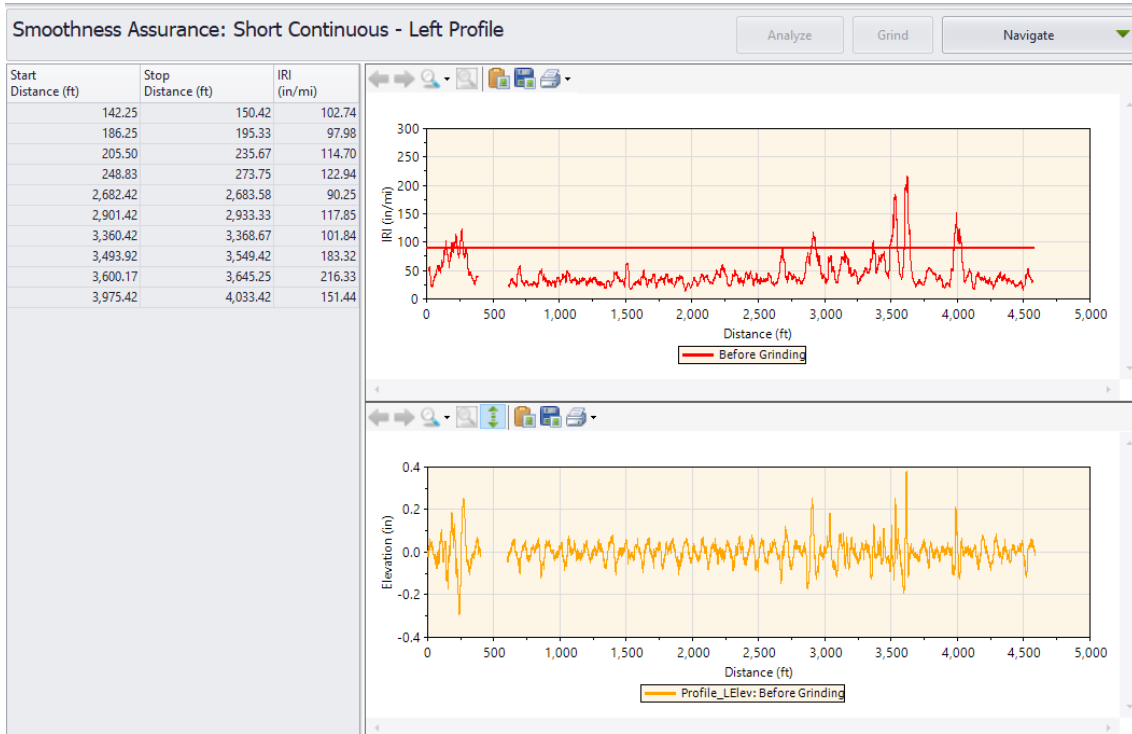 Smoothness Assurance: Short Continuous - Left Profile
Analyze
Grind
Navigate
Start Distance (ft) Stop Distance (ft) IRI (in/mi)
142.25 150.42 102.74
186.25 195.33 97.98
205.50 235.67 114.70
248.83 273.75 122.94
2,682.42 2,683.58 90.25
2,901.42 2,933.33 117.85
3,360.42 3,368.67 101.84
3,493.92 3,549.42 183.32
3,600.17 3,645.25 216.33
3,975.42 4,033.42 151.44
IRI (in/mi)
300
250
200
150
100
50
0
0 500 1,000 1,500 2,000 2,500 3,000 3,500 4,000 4,500 5,000
Distance (ft)
Before Grinding
Elevation (in)
0.4
0.2
0.0
-0.2
-0.4
0 500 1,000 1,500 2,000 2,500 3,000 3,500 4,000 4,500 5,000
Distance (ft)
Profile_LElev: Before Grinding